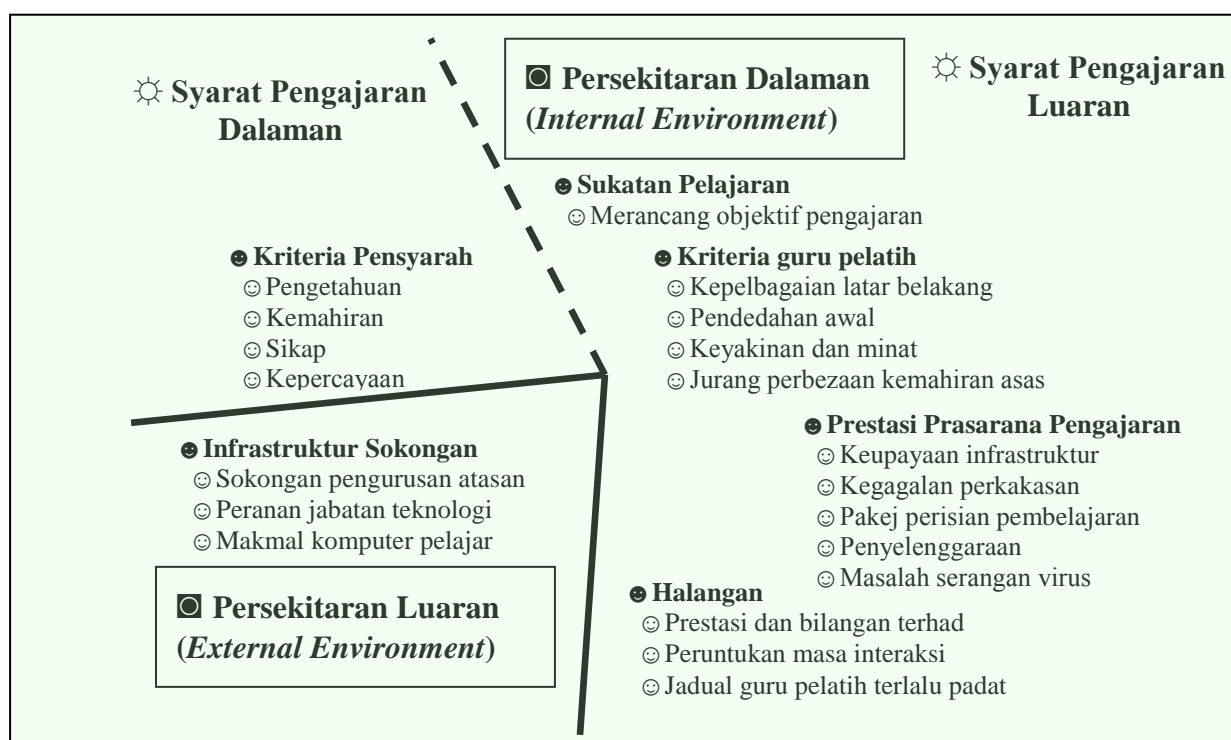 ☼ Syarat Pengajaran
Dalaman
◙ Persekitaran Dalaman
(Internal Environment)
☼ Syarat Pengajaran
Luaran
☻Sukatan Pelajaran
☺Merancang objektif pengajaran
☻Kriteria Pensyarah
☺Pengetahuan
☺Kemahiran
☺Sikap
☺Kepercayaan
☻Kriteria guru pelatih
☺Kepelbagaian latar belakang
☺Pendedahan awal
☺Keyakinan dan minat
☺Jurang perbezaan kemahiran asas
☻Infrastruktur Sokongan
☺Sokongan pengurusan atasan
☺Peranan jabatan teknologi
☺Makmal komputer pelajar
☻Prestasi Prasarana Pengajaran
☺Keupayaan infrastruktur
☺Kegagalan perkakasan
☺Pakej perisian pembelajaran
☺Penyelenggaraan
☺Masalah serangan virus
◙ Persekitaran Luaran
(External Environment)
☻Halangan
☺Prestasi dan bilangan terhad
☺Peruntukan masa interaksi
☺Jadual guru pelatih terlalu padat